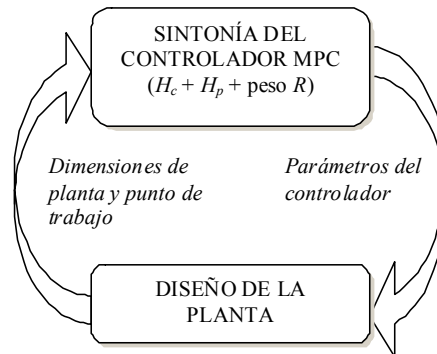 SINTONÍA DEL
CONTROLADOR MPC
(Hc + Hp + peso R)
Dimensiones de
planta y punto de
trabajo
Parámetros del
controlador
DISEÑO DE LA
PLANTA